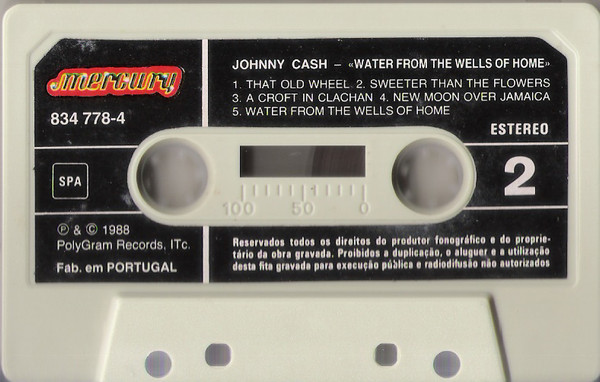 mercury
834 778-4
JOHNNY CASH – «WATER FROM THE WELLS OF HOME»
1. THAT OLD WHEEL 2. SWEETER THAN THE FLOWERS
3. A CROFT IN CLACHAN 4. NEW MOON OVER JAMAICA
5. WATER FROM THE WELLS OF HOME
ESTEREO
2
SPA
100 50 0
Ⓟ & © 1988
PolyGram Records, ITc.
Fab. em PORTUGAL
Reservados todos os direitos do produtor fonográfico e do proprie-
tário da obra gravada. Proibidos a duplicação, o aluguer e a utilização
desta fita gravada para execução pública e radiodifusão não autorizados